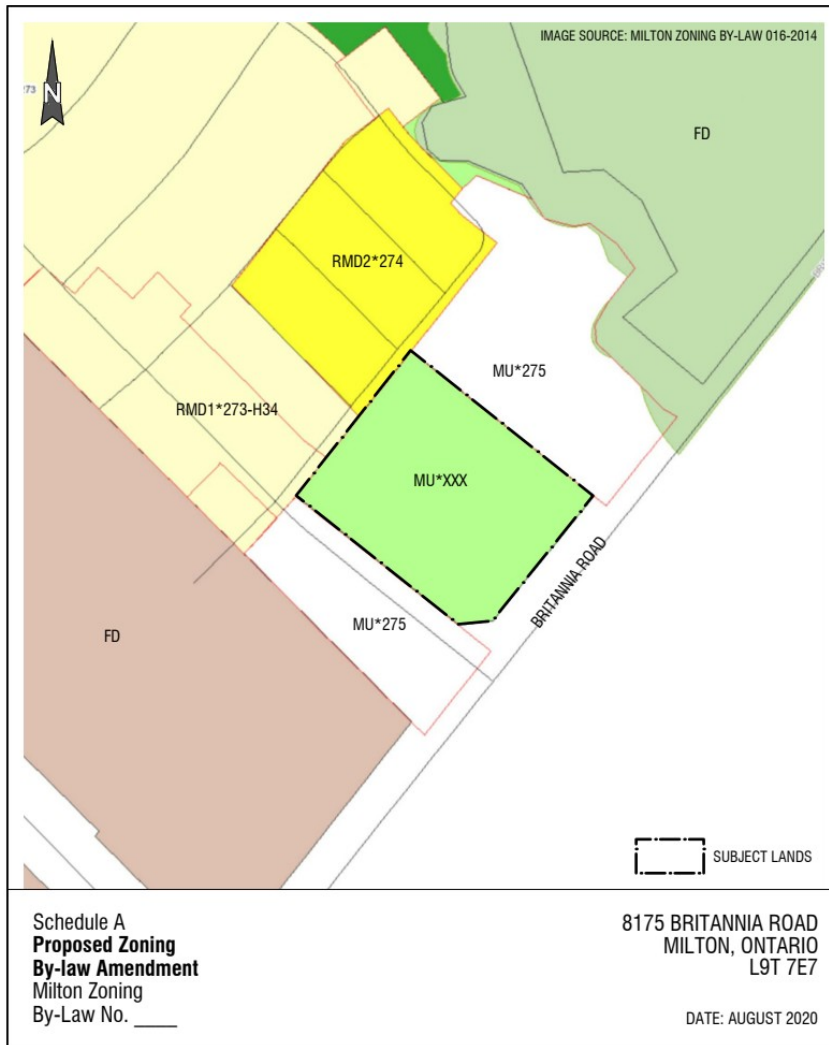 IMAGE SOURCE: MILTON ZONING BY-LAW 016-2014
N
FD
RMD2*274
MU*275
RMD1*273-H34
MU*XXX
BRITANNIA ROAD
MU*275
FD
SUBJECT LANDS
Schedule A
Proposed Zoning
By-law Amendment
Milton Zoning
By-Law No. ____
8175 BRITANNIA ROAD
MILTON, ONTARIO
L9T 7E7
DATE: AUGUST 2020